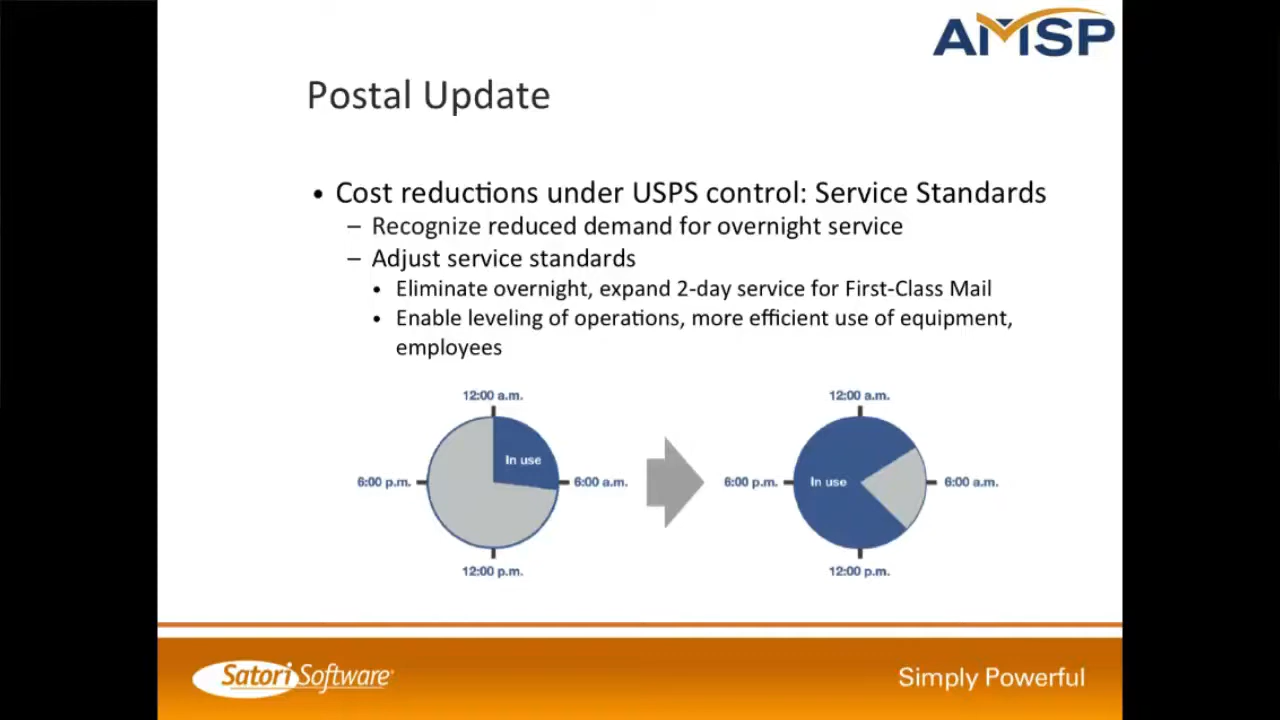 AMSP
Postal Update
• Cost reductions under USPS control: Service Standards
– Recognize reduced demand for overnight service
– Adjust service standards
• Eliminate overnight, expand 2-day service for First-Class Mail
• Enable leveling of operations, more efficient use of equipment,
employees
12:00 a.m.
In use
6:00 p.m.
6:00 a.m.
12:00 p.m.
12:00 a.m.
6:00 p.m.
In use
6:00 a.m.
12:00 p.m.
Satori Software®
Simply Powerful